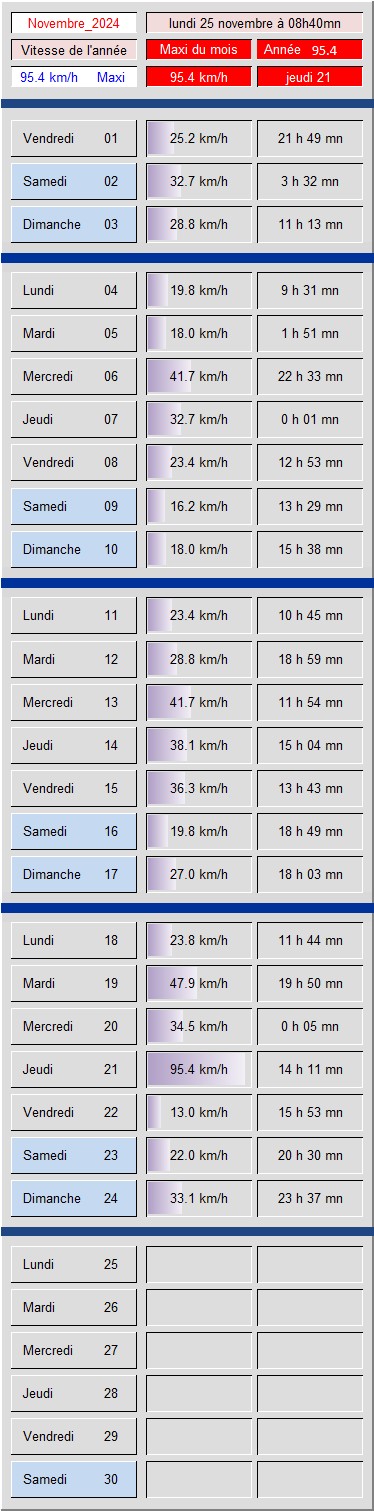 Novembre_2024 lundi 25 novembre à 08h40mn
Vitesse de l'année Maxi du mois Année 95.4
95.4 km/h Maxi 95.4 km/h jeudi 21
Vendredi 01 25.2 km/h 21 h 49 mn
Samedi 02 32.7 km/h 3 h 32 mn
Dimanche 03 28.8 km/h 11 h 13 mn
Lundi 04 19.8 km/h 9 h 31 mn
Mardi 05 18.0 km/h 1 h 51 mn
Mercredi 06 41.7 km/h 22 h 33 mn
Jeudi 07 32.7 km/h 0 h 01 mn
Vendredi 08 23.4 km/h 12 h 53 mn
Samedi 09 16.2 km/h 13 h 29 mn
Dimanche 10 18.0 km/h 15 h 38 mn
Lundi 11 23.4 km/h 10 h 45 mn
Mardi 12 28.8 km/h 18 h 59 mn
Mercredi 13 41.7 km/h 11 h 54 mn
Jeudi 14 38.1 km/h 15 h 04 mn
Vendredi 15 36.3 km/h 13 h 43 mn
Samedi 16 19.8 km/h 18 h 49 mn
Dimanche 17 27.0 km/h 18 h 03 mn
Lundi 18 23.8 km/h 11 h 44 mn
Mardi 19 47.9 km/h 19 h 50 mn
Mercredi 20 34.5 km/h 0 h 05 mn
Jeudi 21 95.4 km/h 14 h 11 mn
Vendredi 22 13.0 km/h 15 h 53 mn
Samedi 23 22.0 km/h 20 h 30 mn
Dimanche 24 33.1 km/h 23 h 37 mn
Lundi 25
Mardi 26
Mercredi 27
Jeudi 28
Vendredi 29
Samedi 30